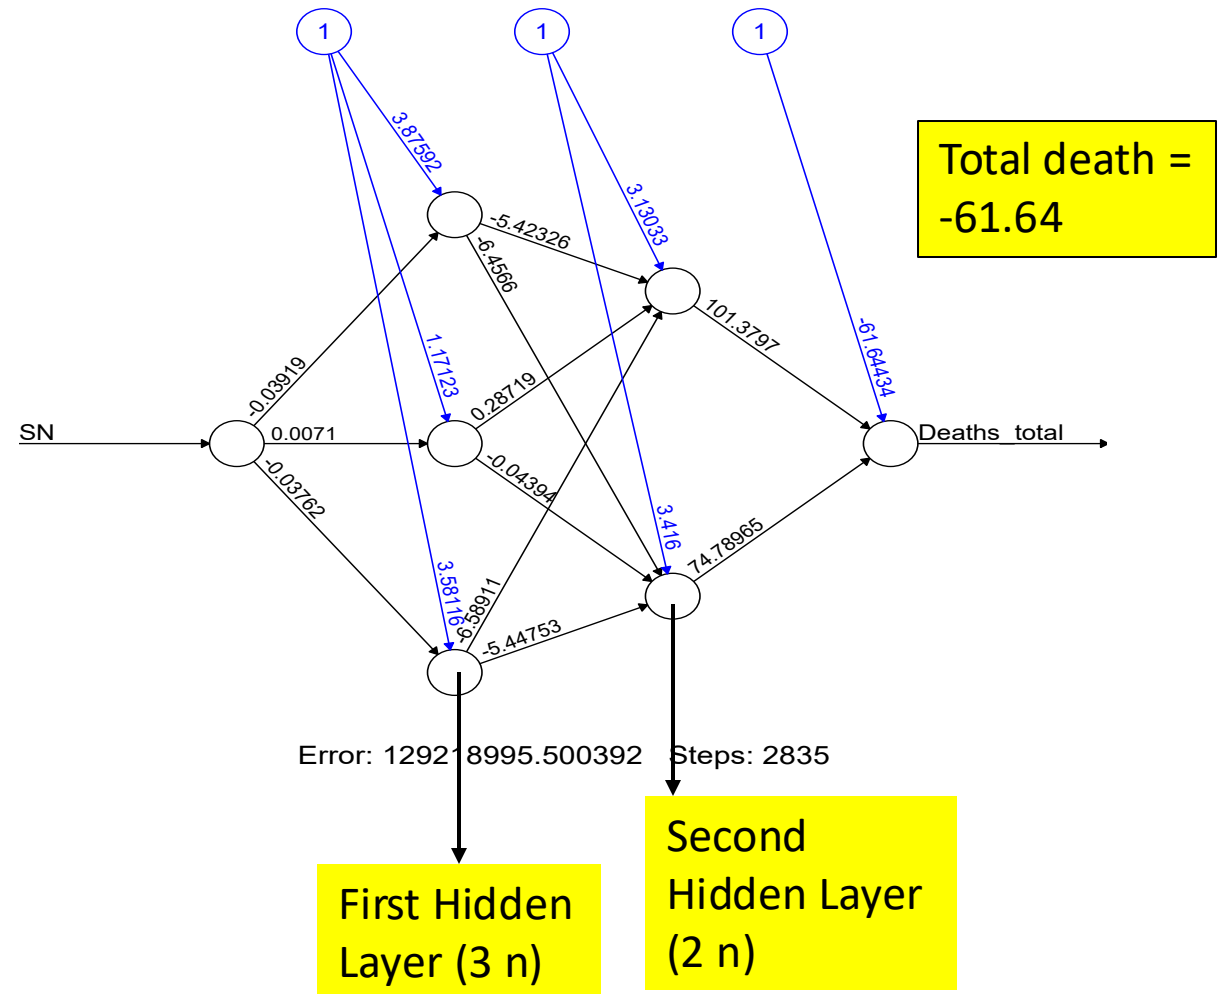 1
1
1
3.87592
3.13033
Total death =
-61.64
-5.42326
-6.4566
101.3797
-61.64434
-0.03919
1.17123
0.28719
SN
0.0071
Deaths_total
-0.03762
-0.04394
3.416
74.78965
3.58116
-6.58911
-5.44753
Error: 129218995.500392 Steps: 2835
Second
Hidden Layer
(2 n)
First Hidden
Layer (3 n)